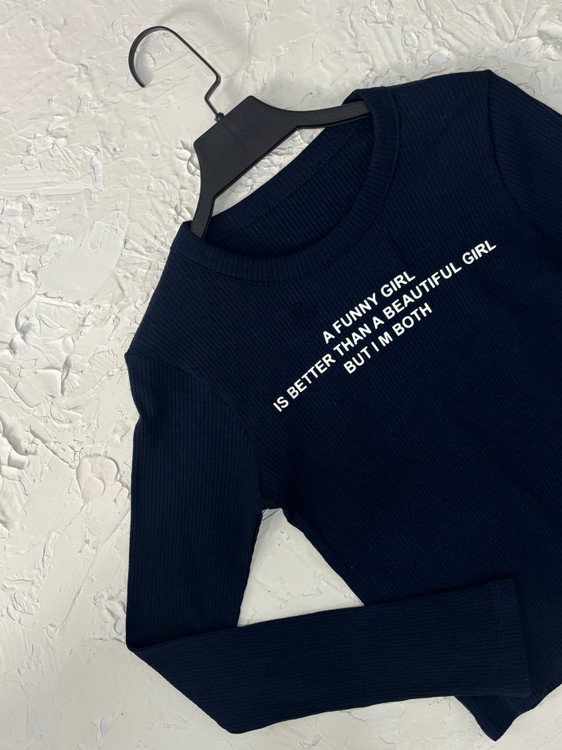 A FUNNY GIRL
IS BETTER THAN A BEAUTIFUL GIRL
BUT I M BOTH